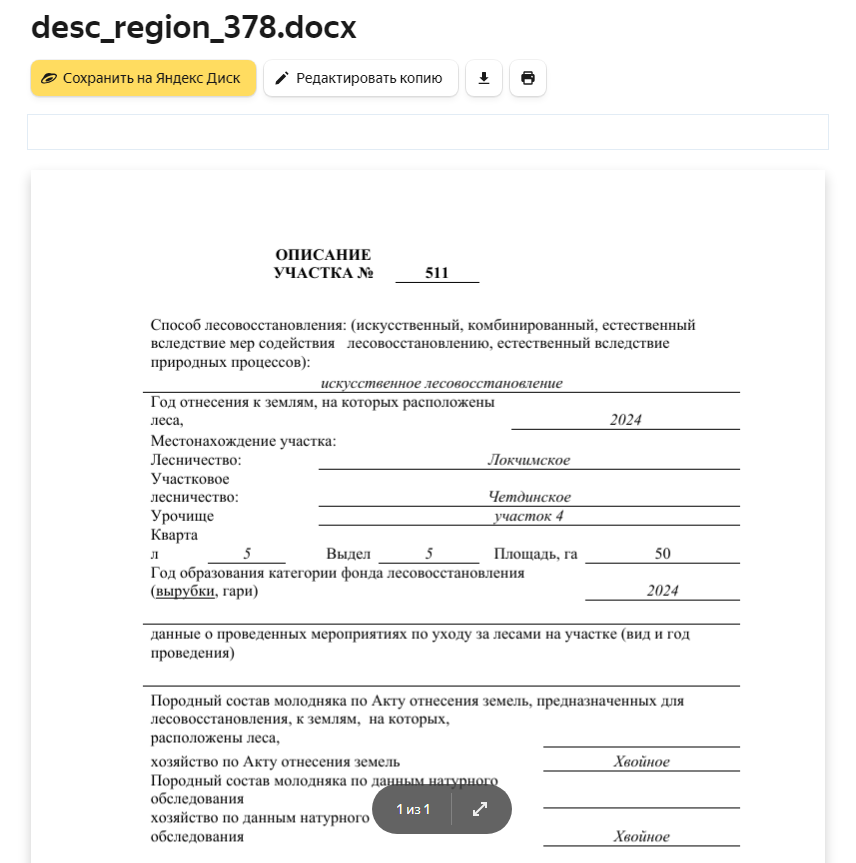 desc_region_378.docx
Сохранить на Яндекс Диск Редактировать копию
ОПИСАНИЕ
УЧАСТКА № 511
Способ лесовосстановления: (искусственный, комбинированный, естественный
вследствие мер содействия лесовосстановлению, естественный вследствие
природных процессов):
искусственное лесовосстановление
Год отнесения к землям, на которых расположены
леса, 2024
Местонахождение участка:
Лесничество: Локчимское
Участковое
лесничество: Четдинское
Урочище участок 4
Кварта
л 5 Выдел 5 Площадь, га 50
Год образования категории фонда лесовосстановления
(вырубки, гари) 2024
данные о проведенных мероприятиях по уходу за лесами на участке (вид и год
проведения)
Породный состав молодняка по Акту отнесения земель, предназначенных для
лесовосстановления, к землям, на которых,
расположены леса,
хозяйство по Акту отнесения земель Хвойное
Породный состав молодняка по данным натурного
обследования
хозяйство по данным натурного
обследования Хвойное
1 из 1